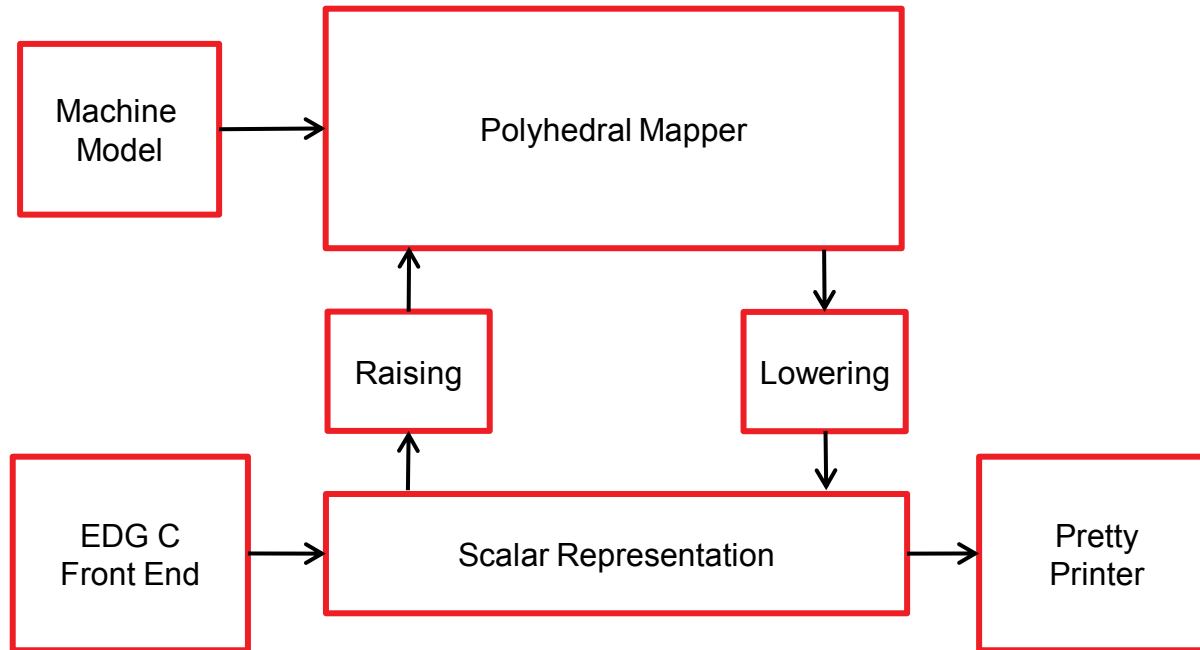 Machine
Model
Polyhedral Mapper
Raising
Lowering
EDG C
Front End
Scalar Representation
Pretty
Printer